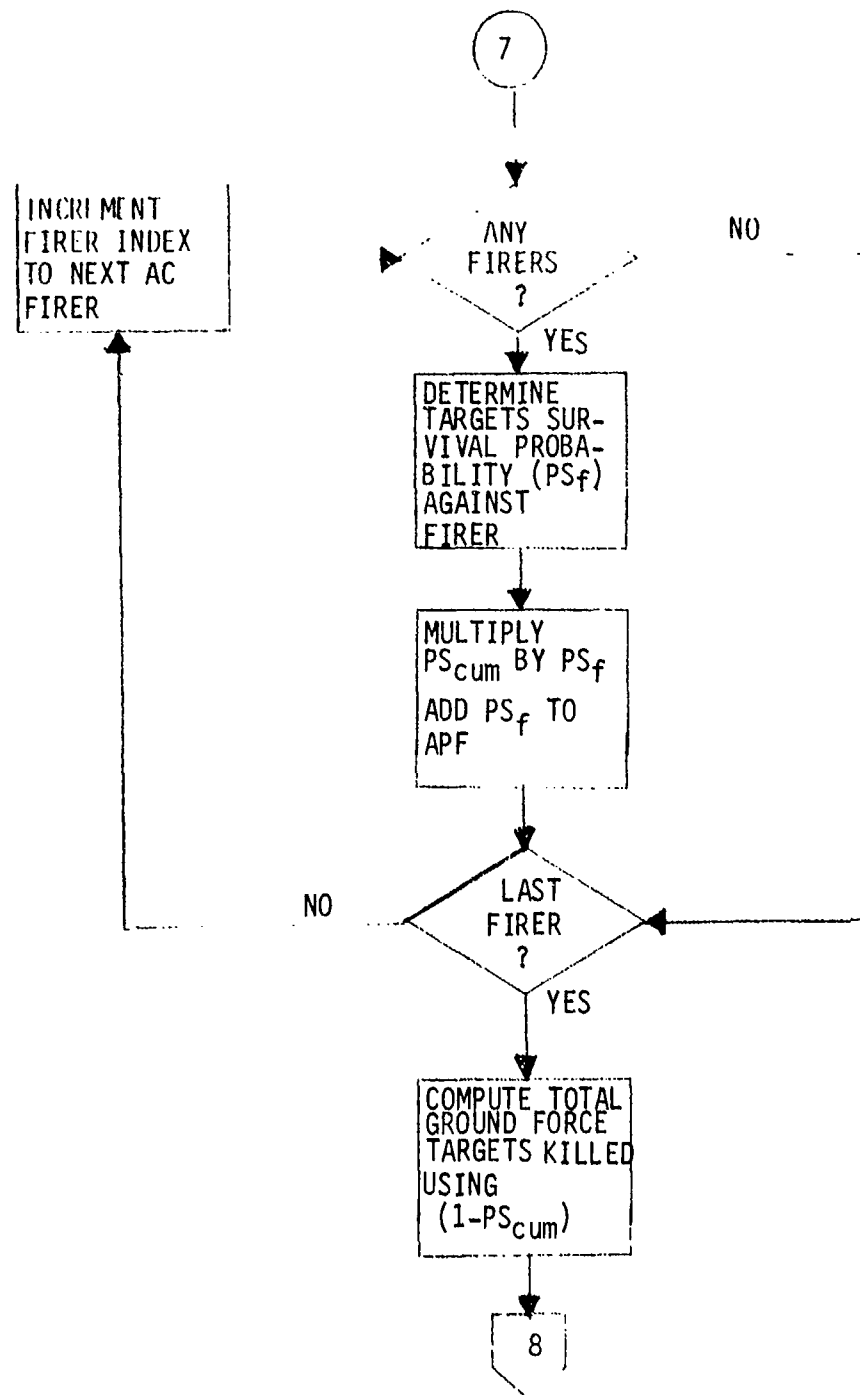 7
INCREMENT
FIRER INDEX
TO NEXT AC
FIRER
ANY
FIRERS
?
NO
YES
DETERMINE
TARGETS SUR-
VIVAL PROBA-
BILITY (PSf)
AGAINST
FIRER
MULTIPLY
PScum BY PSf
ADD PSf TO
APF
LAST
FIRER
?
NO
YES
COMPUTE TOTAL
GROUND FORCE
TARGETS KILLED
USING
(1-PScum)
8